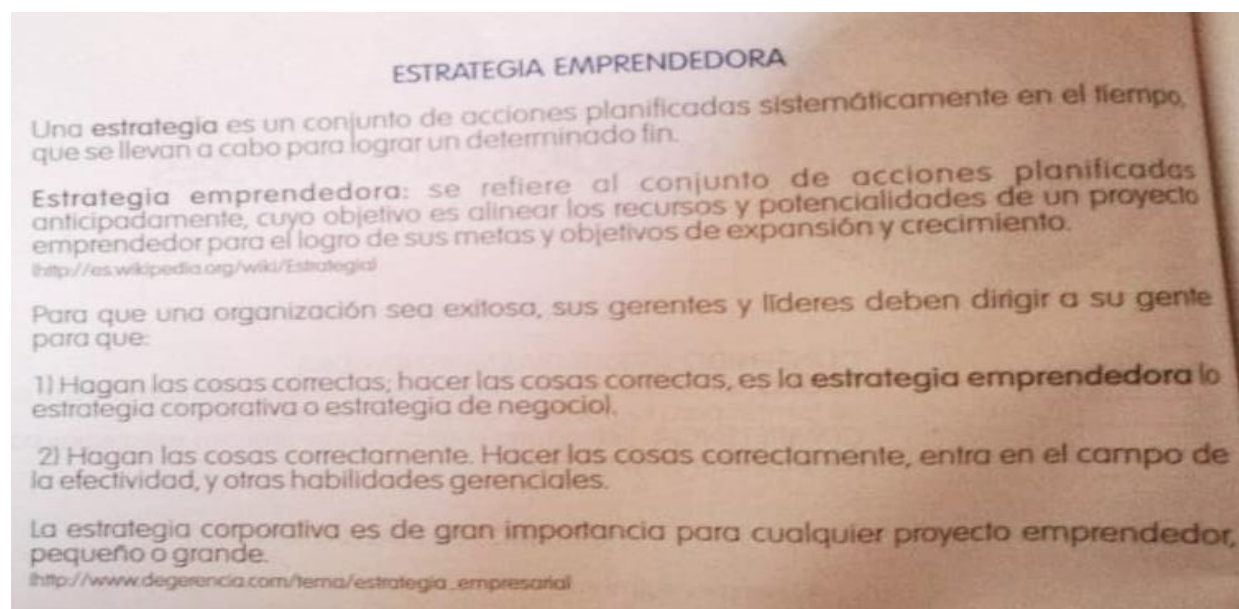 ESTRATEGIA EMPRENDEDORA
Una estrategia es un conjunto de acciones planificadas sistemáticamente en el tiempo,
que se llevan a cabo para lograr un determinado fin.
Estrategia emprendedora: se refiere al conjunto de acciones planificadas
anticipadamente, cuyo objetivo es alinear los recursos y potencialidades de un proyecto
emprendedor para el logro de sus metas y objetivos de expansión y crecimiento.
(http://es.wikipedia.org/wiki/Estrategia)
Para que una organización sea exitosa, sus gerentes y líderes deben dirigir a su gente
para que:
1) Hagan las cosas correctas; hacer las cosas correctas, es la estrategia emprendedora (o
estrategia corporativa o estrategia de negocio).
2) Hagan las cosas correctamente. Hacer las cosas correctamente, entra en el campo de
la efectividad, y otras habilidades gerenciales.
La estrategia corporativa es de gran importancia para cualquier proyecto emprendedor,
pequeño o grande.
(http://www.degerencia.com/tema/estrategia_empresarial)